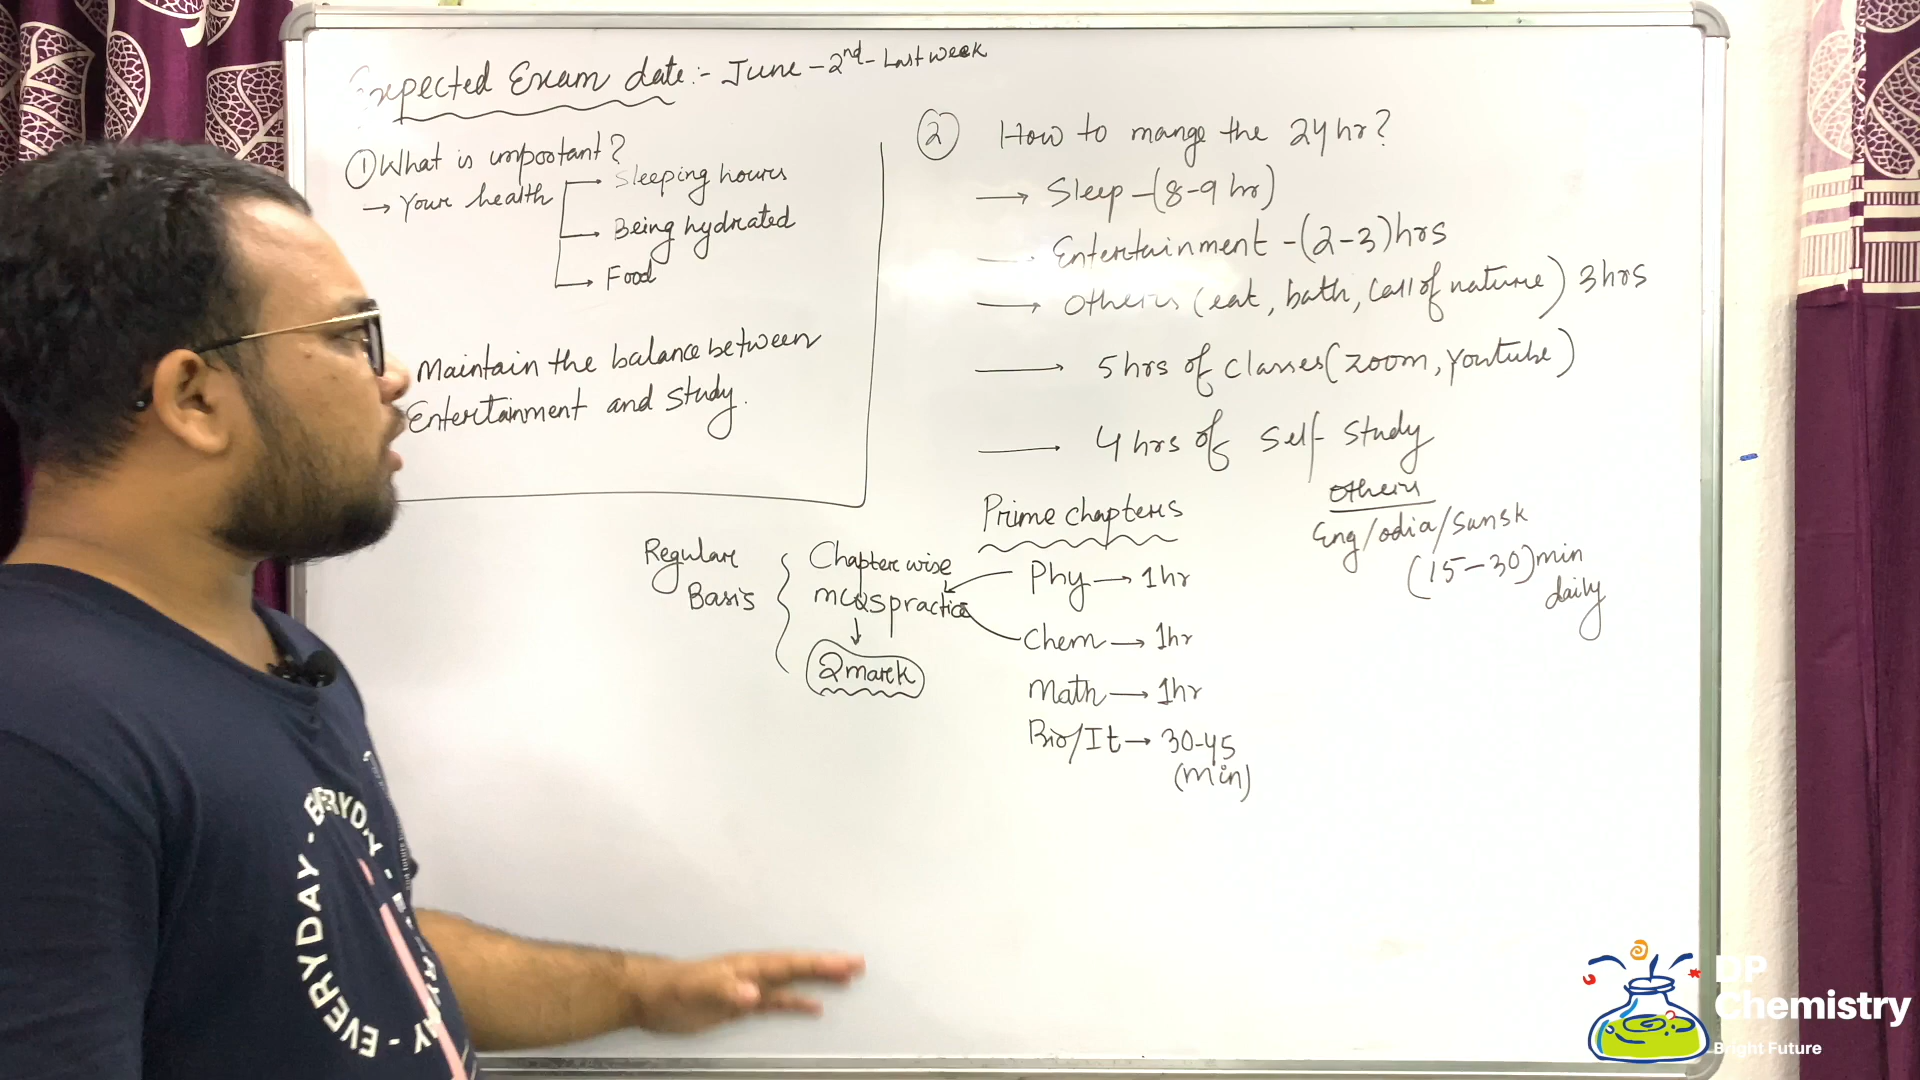 Expected Exam date:- June - 2nd - Last week
① What is important?
→ Your health → Sleeping hours
→ Being hydrated
→ Food
Maintain the balance between
Entertainment and study.
② How to mange the 24 hr?
→ Sleep - (8-9 hr)
Entertainment - (2-3) hrs
→ Others (eat, bath, Call of nature) 3 hrs
→ 5 hrs of classes (zoom, Youtube)
4 hrs of Self study
Prime chapters
Phy → 1 hr
Chem → 1 hr
Math → 1 hr
Bio/It → 30-45
(min)
Regular
Basis
Chapter wise
mcqs practice
↓
2 mark
Others
Eng/odia/Sansk
(15-30) min
daily
EVERYDAY - EVERYDAY -
DP
Chemistry
Bright Future